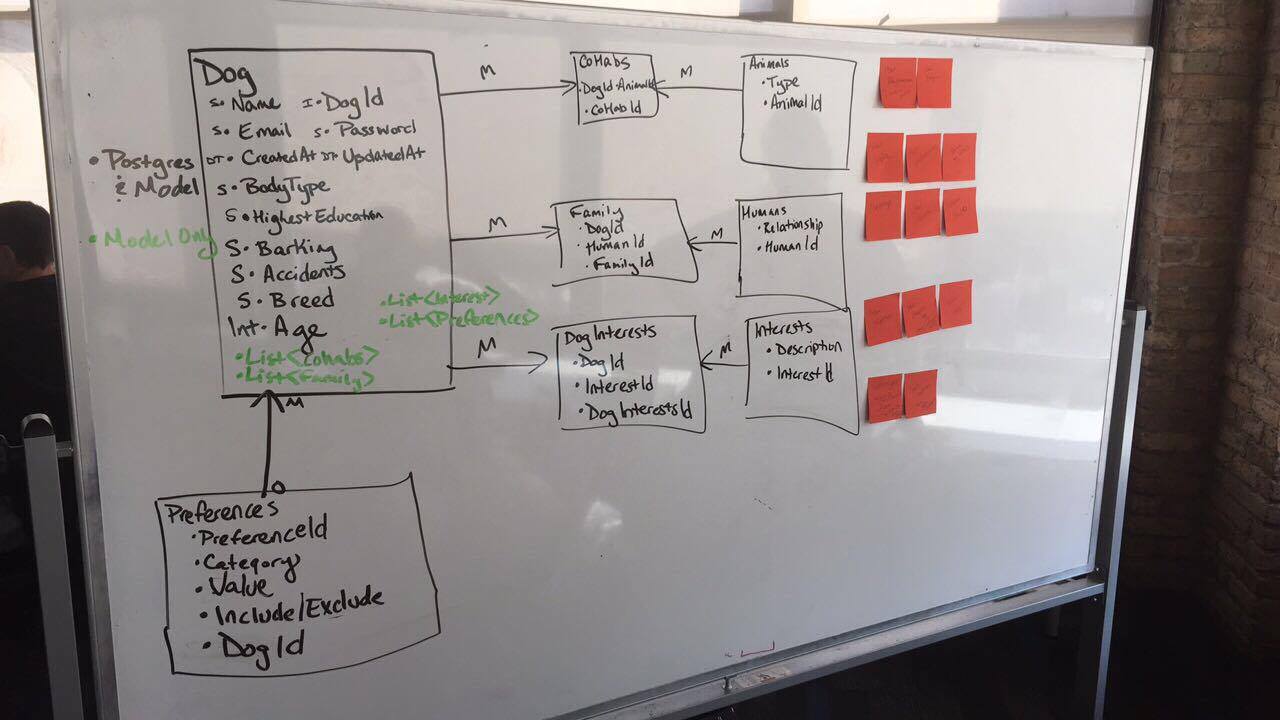 • Postgres
& Model
• Model Only
Dog
S • Name I • DogId
S • Email S • Password
DT • CreatedAt DT • UpdatedAt
S • BodyType
S • Highest Education
S • Barking
S • Accidents
S • Breed
Int • Age
• List<Interest>
• List<Preferences>
• List<CoHabs>
• List<Family>
M
Preferences
• PreferenceId
• Category
• Value
• Include/Exclude
• DogId
M
CoHabs
• DogId • AnimalId
• CoHabId
M
Animals
• Type
• AnimalId
M
Family
• DogId
• HumanId
• FamilyId
M
Humans
• Relationship
• HumanId
M
DogInterests
• DogId
• InterestId
• DogInterestsId
M
Interests
• Description
• InterestId